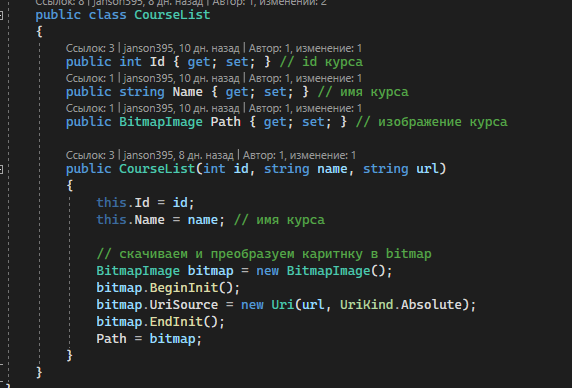 Ссылок: 8 | janson395, 8 дн. назад | Автор: 1, изменений: 2
public class CourseList
{
Ссылок: 3 | janson395, 10 дн. назад | Автор: 1, изменение: 1
public int Id { get; set; } // id курса
Ссылок: 1 | janson395, 10 дн. назад | Автор: 1, изменение: 1
public string Name { get; set; } // имя курса
Ссылок: 1 | janson395, 10 дн. назад | Автор: 1, изменение: 1
public BitmapImage Path { get; set; } // изображение курса
Ссылок: 3 | janson395, 8 дн. назад | Автор: 1, изменение: 1
public CourseList(int id, string name, string url)
{
this.Id = id;
this.Name = name; // имя курса
// скачиваем и преобразуем каритнку в bitmap
BitmapImage bitmap = new BitmapImage();
bitmap.BeginInit();
bitmap.UriSource = new Uri(url, UriKind.Absolute);
bitmap.EndInit();
Path = bitmap;
}
}